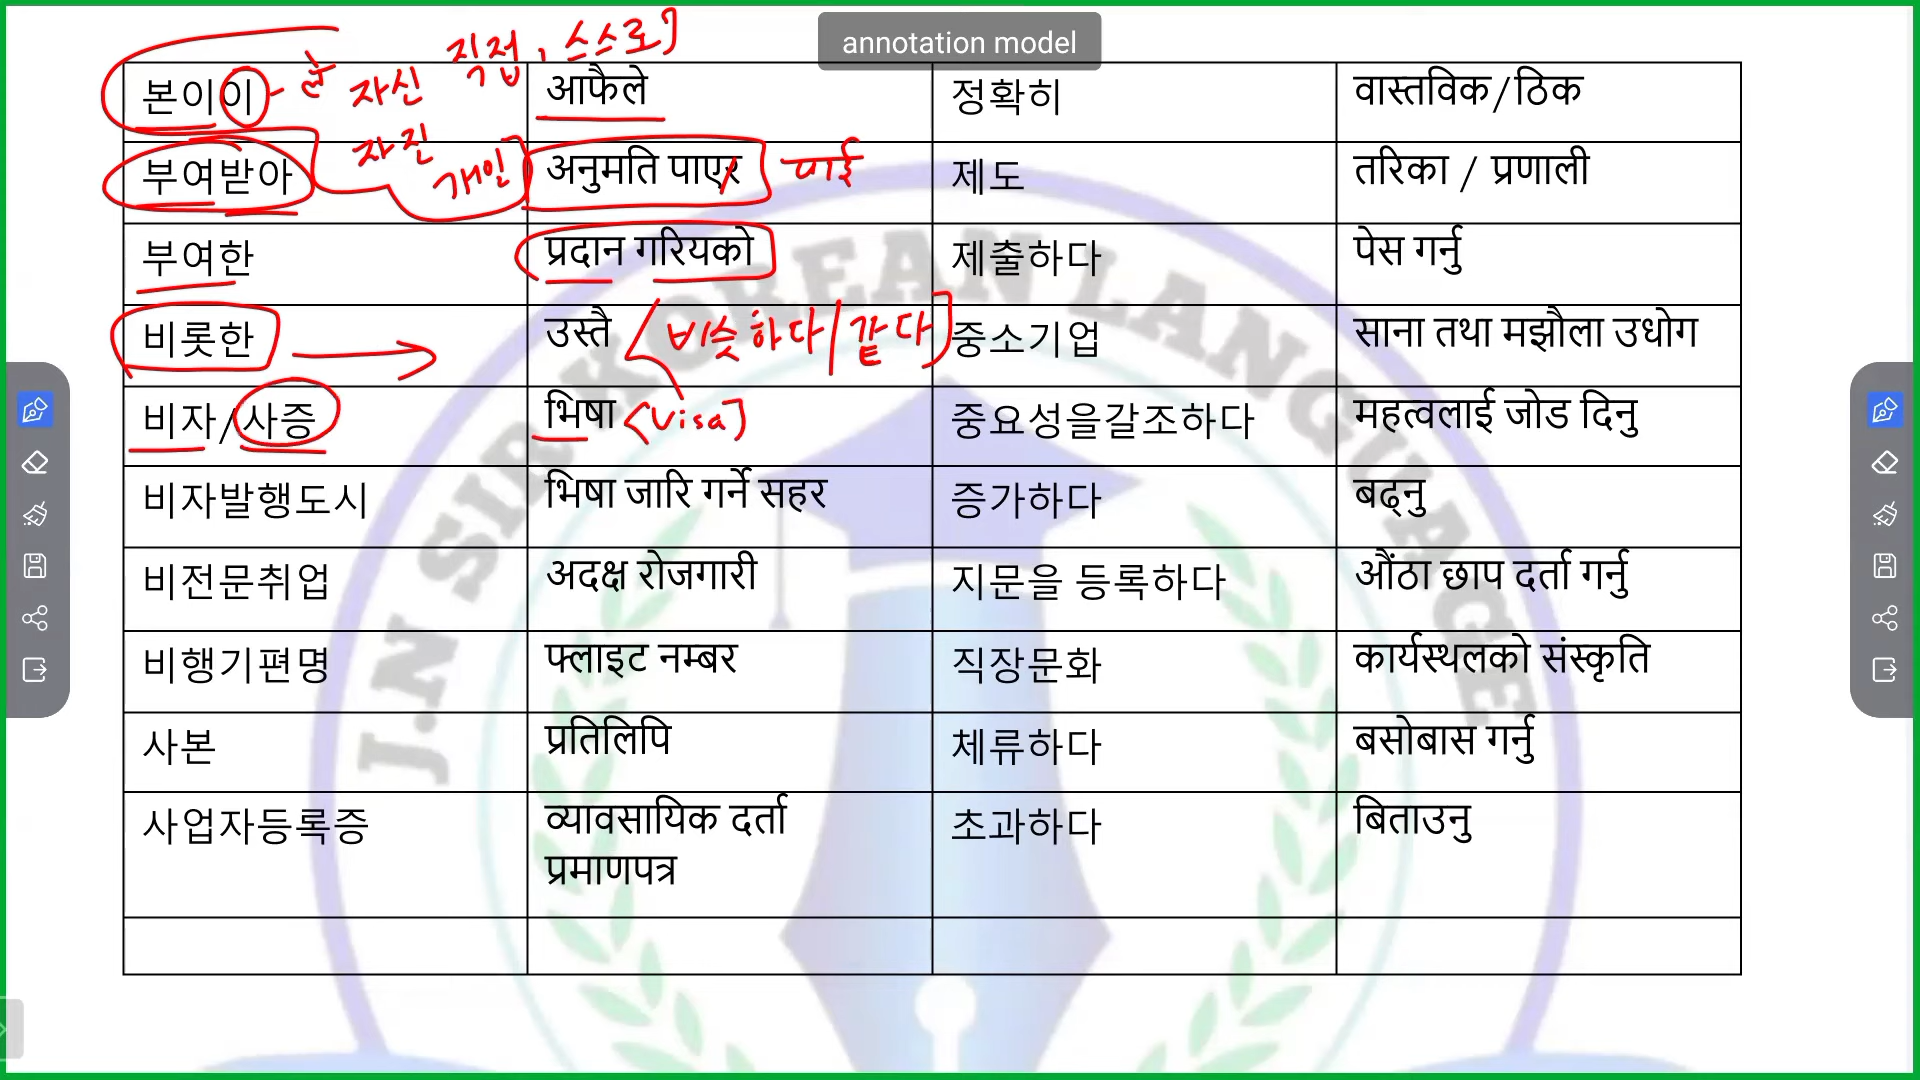 annotation model
직접, 스스로]
본이이 - 은 자신 आफैले 정확히 वास्तविक/ठिक
자진
부여받아 개인 अनुमति पाएर पाई 제도 तरिका / प्रणाली
부여한 प्रदान गरियको 제출하다 पेस गर्नु
비롯한 उस्तै 비슷하다/같다 중소기업 साना तथा मझौला उधोग
비자/사증 भिषा [visa] 중요성을갈조하다 महत्वलाई जोड दिनु
비자발행도시 भिषा जारि गर्ने सहर 증가하다 बढ्नु
비전문취업 अदक्ष रोजगारी 지문을 등록하다 औंठा छाप दर्ता गर्नु
비행기편명 फ्लाइट नम्बर 직장문화 कार्यस्थलको संस्कृति
사본 प्रतिलिपि 체류하다 बसोबास गर्नु
사업자등록증 व्यावसायिक दर्ता 초과하다 बिताउनु
प्रमाणपत्र
J.N SIR KOREAN LANGUAGE